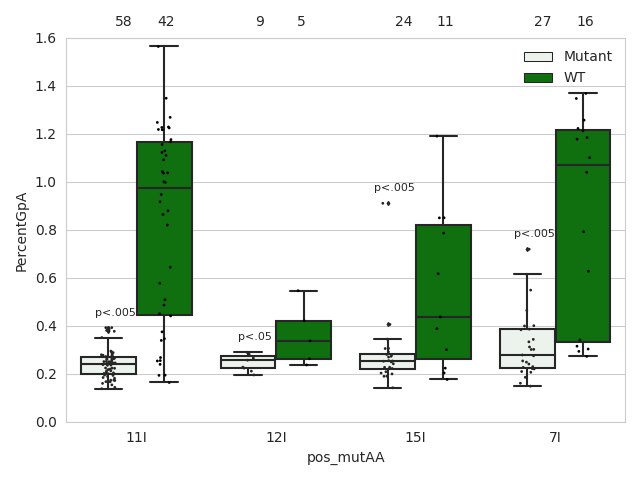 58 42 9 5 24 11 27 16
1.6
1.4
1.2
1.0
0.8
0.6
0.4
0.2
0.0
PercentGpA
Mutant
WT
p<.005
p<.05
p<.005
p<.005
11I 12I 15I 7I
pos_mutAA